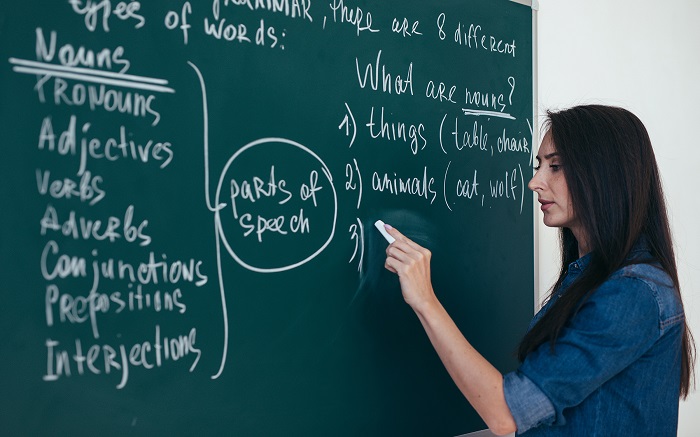 GRAMMAR, there are 8 different
types of words:
Nouns
Pronouns
Adjectives
Verbs
Adverbs
Conjunctions
Prepositions
Interjections
parts of
speech
What are nouns?
1) things (table, chair)
2) animals (cat, wolf)
3)